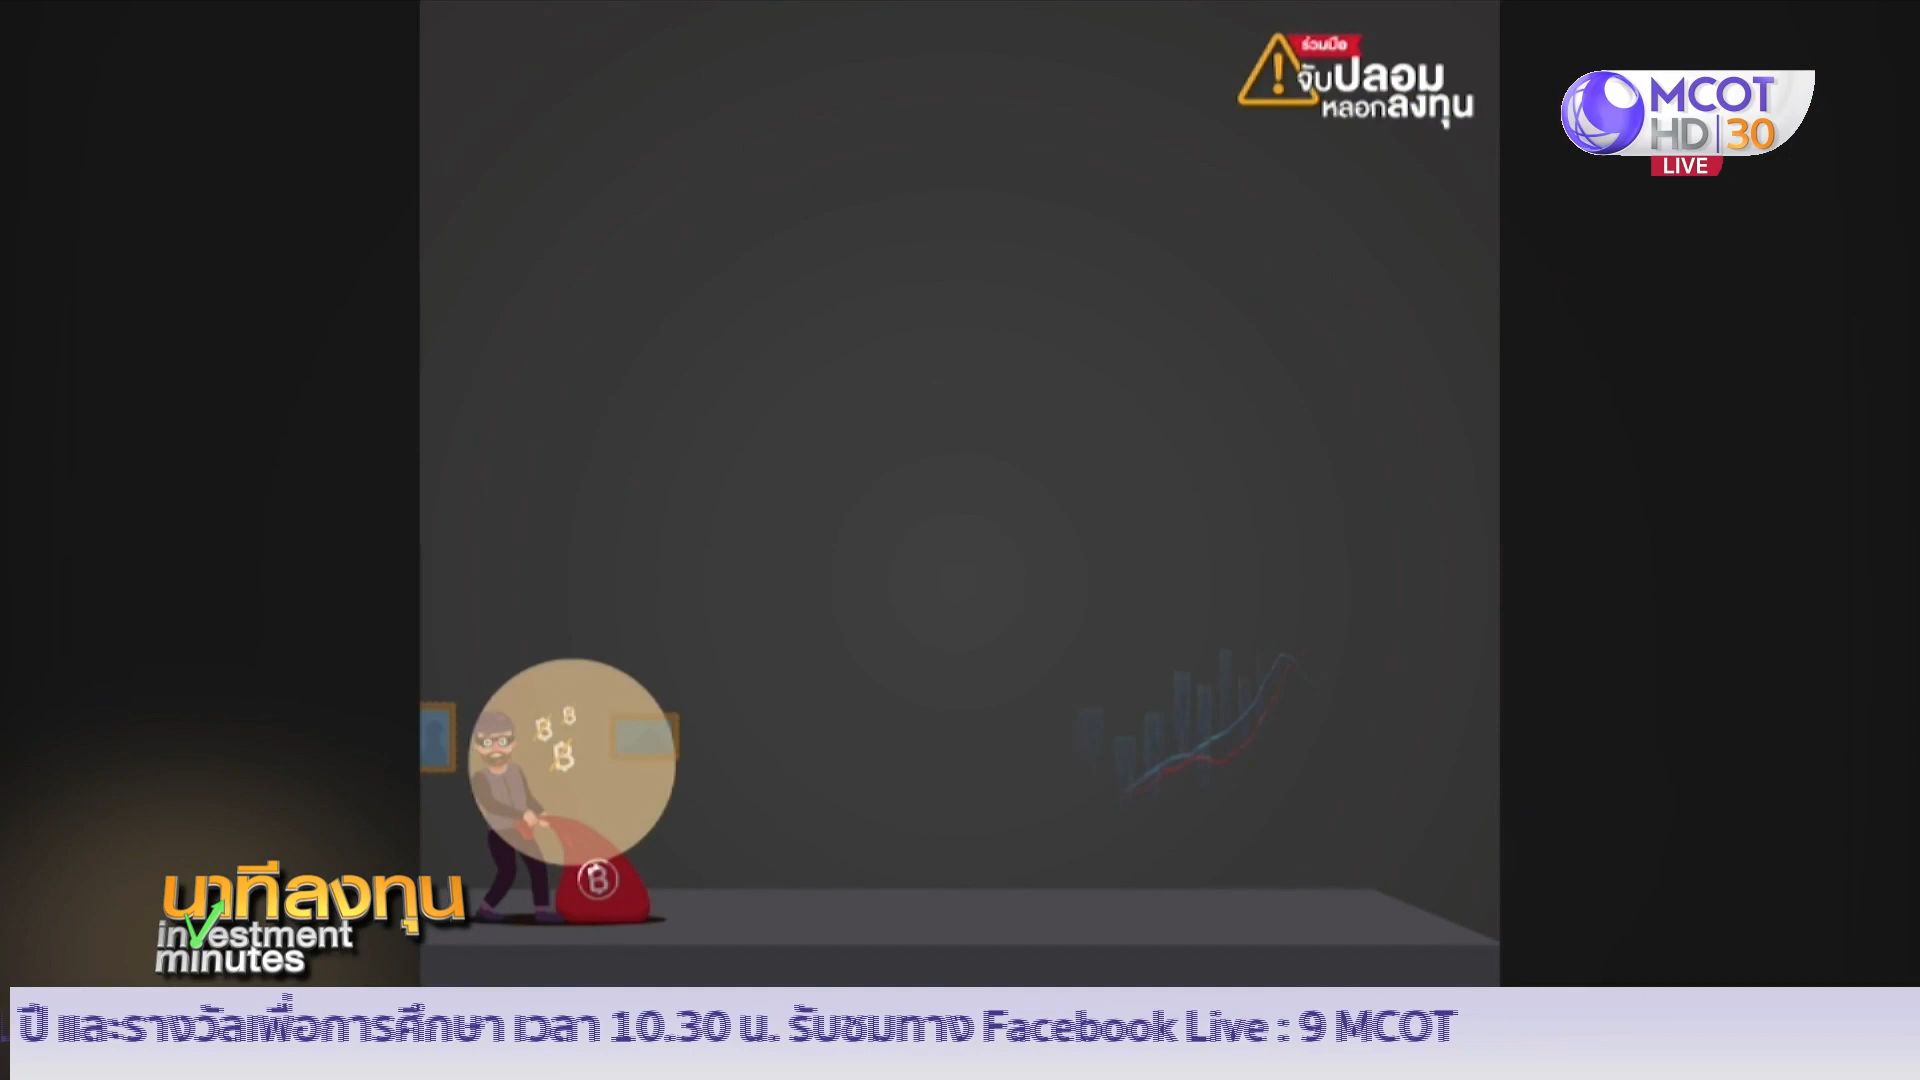 ร่วมมือ
จับปลอม
หลอกลงทุน
MCOT
HD 30
LIVE
นาทีลงทุน
investment
minutes
ปี และรางวัลเพื่อการศึกษา เวลา 10.30 น. รับชมทาง Facebook Live : 9 MCOT